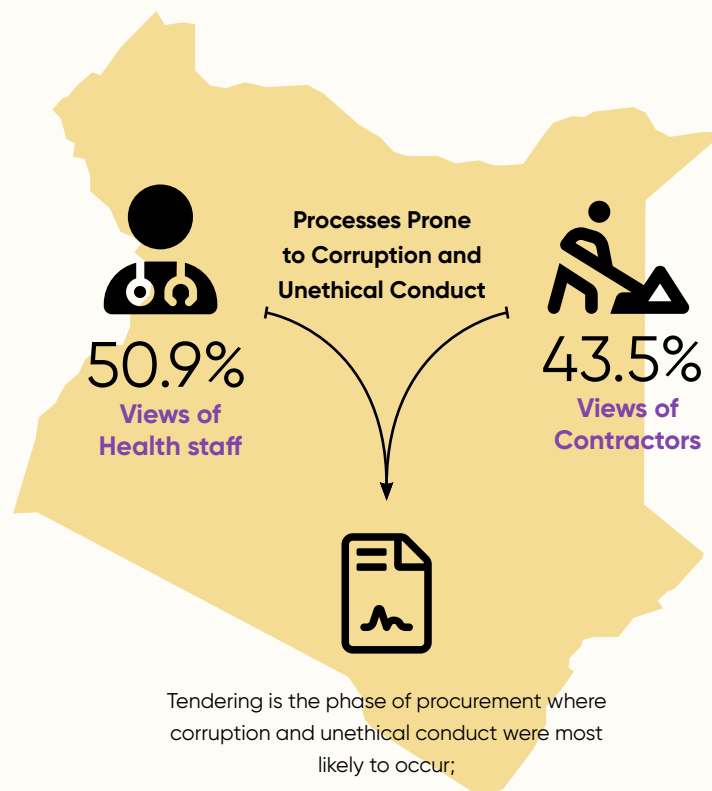 Processes Prone
to Corruption and
Unethical Conduct
50.9%
Views of
Health staff
43.5%
Views of
Contractors
Tendering is the phase of procurement where
corruption and unethical conduct were most
likely to occur;